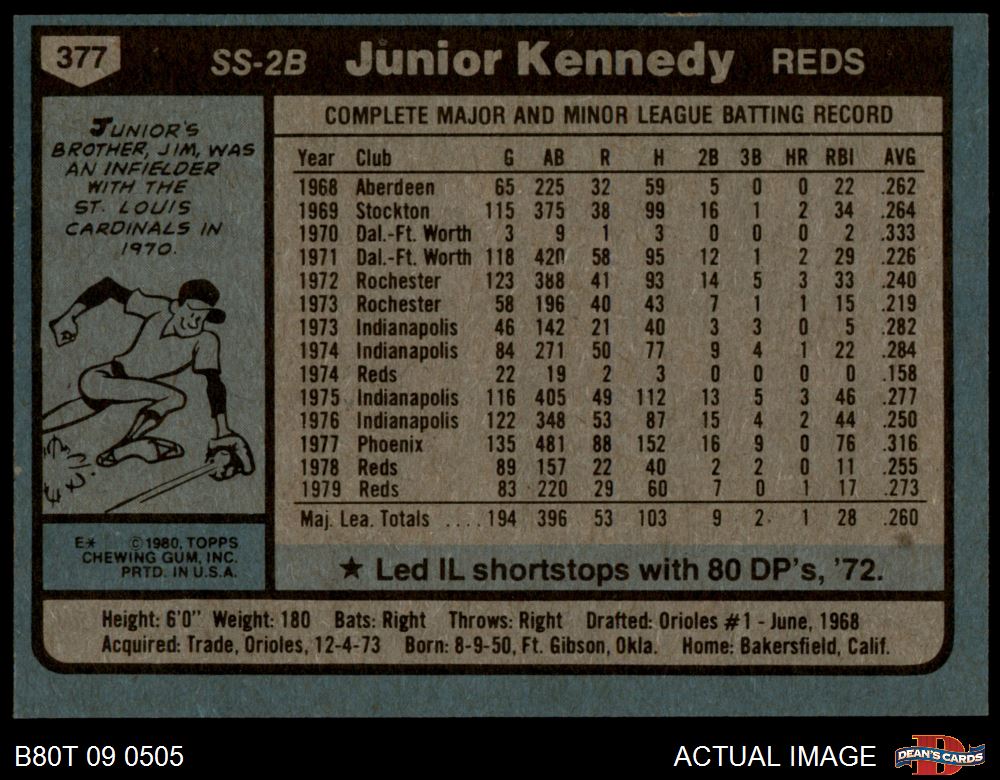 377 SS-2B Junior Kennedy REDS
JUNIOR'S
BROTHER, JIM, WAS
AN INFIELDER
WITH THE
ST. LOUIS
CARDINALS IN
1970.
COMPLETE MAJOR AND MINOR LEAGUE BATTING RECORD
Year Club G AB R H 2B 3B HR RBI AVG
1968 Aberdeen 65 225 32 59 5 0 0 22 .262
1969 Stockton 115 375 38 99 16 1 2 34 .264
1970 Dal.-Ft. Worth 3 9 1 3 0 0 0 2 .333
1971 Dal.-Ft. Worth 118 420 58 95 12 1 2 29 .226
1972 Rochester 123 388 41 93 14 5 3 33 .240
1973 Rochester 58 196 40 43 7 1 1 15 .219
1973 Indianapolis 46 142 21 40 3 3 0 5 .282
1974 Indianapolis 84 271 50 77 9 4 1 22 .284
1974 Reds 22 19 2 3 0 0 0 0 .158
1975 Indianapolis 116 405 49 112 13 5 3 46 .277
1976 Indianapolis 122 348 53 87 15 4 2 44 .250
1977 Phoenix 135 481 88 152 16 9 0 76 .316
1978 Reds 89 157 22 40 2 2 0 11 .255
1979 Reds 83 220 29 60 7 0 1 17 .273
Maj. Lea. Totals .... 194 396 53 103 9 2 1 28 .260
★ Led IL shortstops with 80 DP's, '72.
E* © 1980, TOPPS
CHEWING GUM, INC.
PRTD. IN U.S.A.
Height: 6'0" Weight: 180 Bats: Right Throws: Right Drafted: Orioles #1 - June, 1968
Acquired: Trade, Orioles, 12-4-73 Born: 8-9-50, Ft. Gibson, Okla. Home: Bakersfield, Calif.
B80T 09 0505 ACTUAL IMAGE DEAN'S CARDS